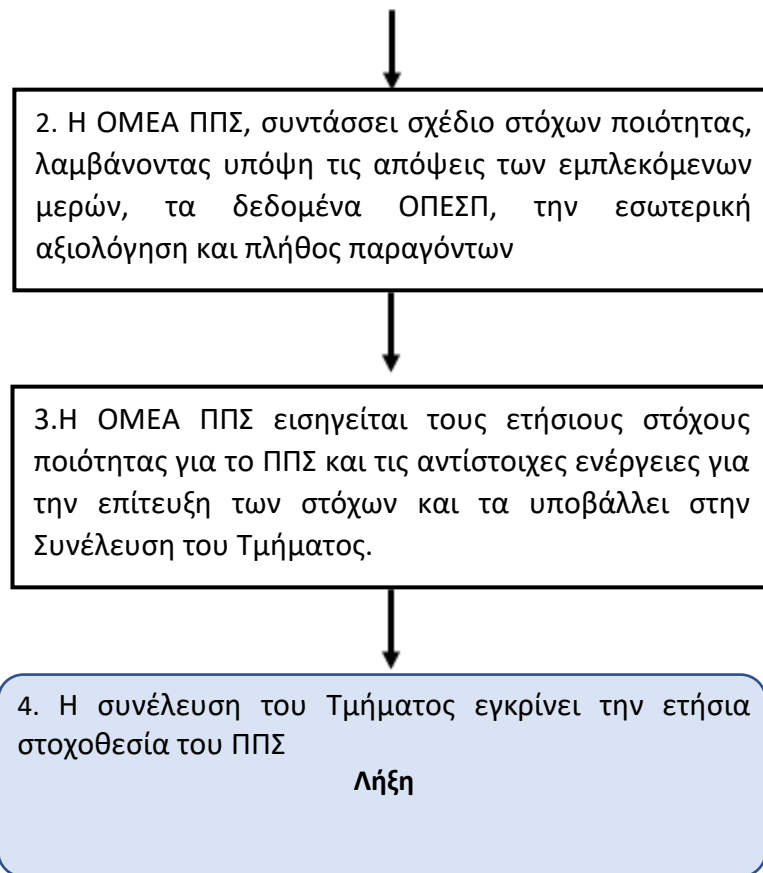 2. Η ΟΜΕΑ ΠΠΣ, συντάσσει σχέδιο στόχων ποιότητας,
λαμβάνοντας υπόψη τις απόψεις των εμπλεκόμενων
μερών, τα δεδομένα ΟΠΕΣΠ, την εσωτερική
αξιολόγηση και πλήθος παραγόντων
3.Η ΟΜΕΑ ΠΠΣ εισηγείται τους ετήσιους στόχους
ποιότητας για το ΠΠΣ και τις αντίστοιχες ενέργειες για
την επίτευξη των στόχων και τα υποβάλλει στην
Συνέλευση του Τμήματος.
4. Η συνέλευση του Τμήματος εγκρίνει την ετήσια
στοχοθεσία του ΠΠΣ
Λήξη